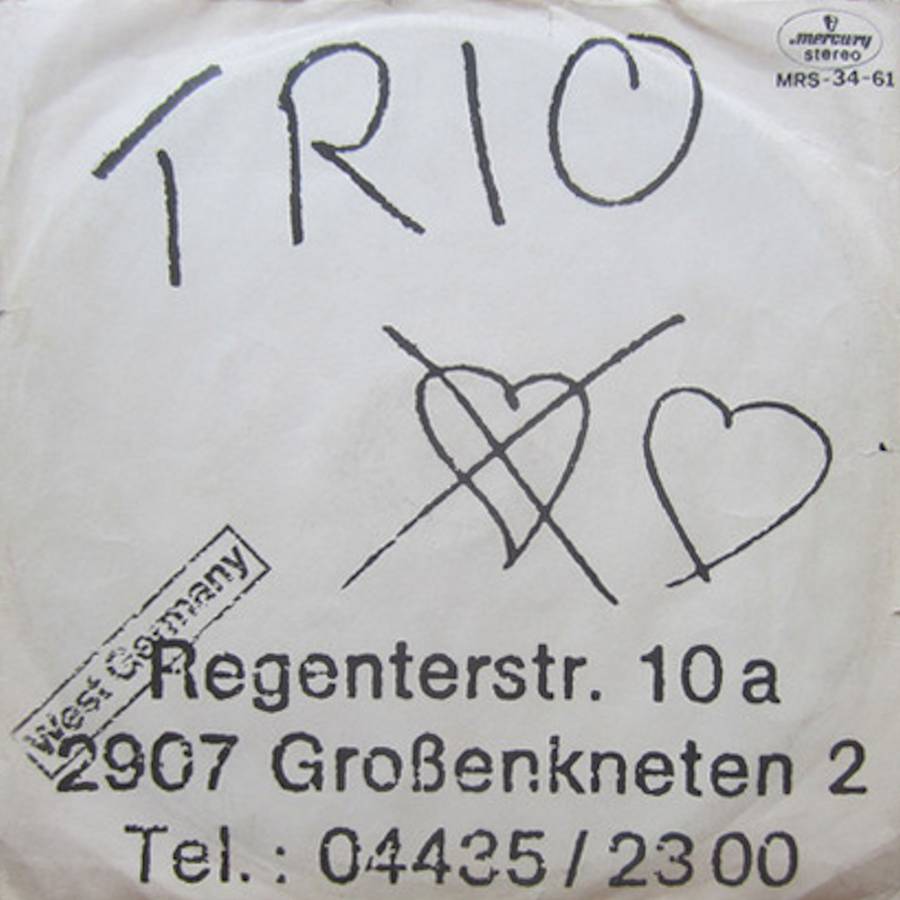 TRIO
mercury
stereo
MRS-34-61
West Germany
Regenterstr. 10 a
2907 Großenkneten 2
Tel.: 04435/2300